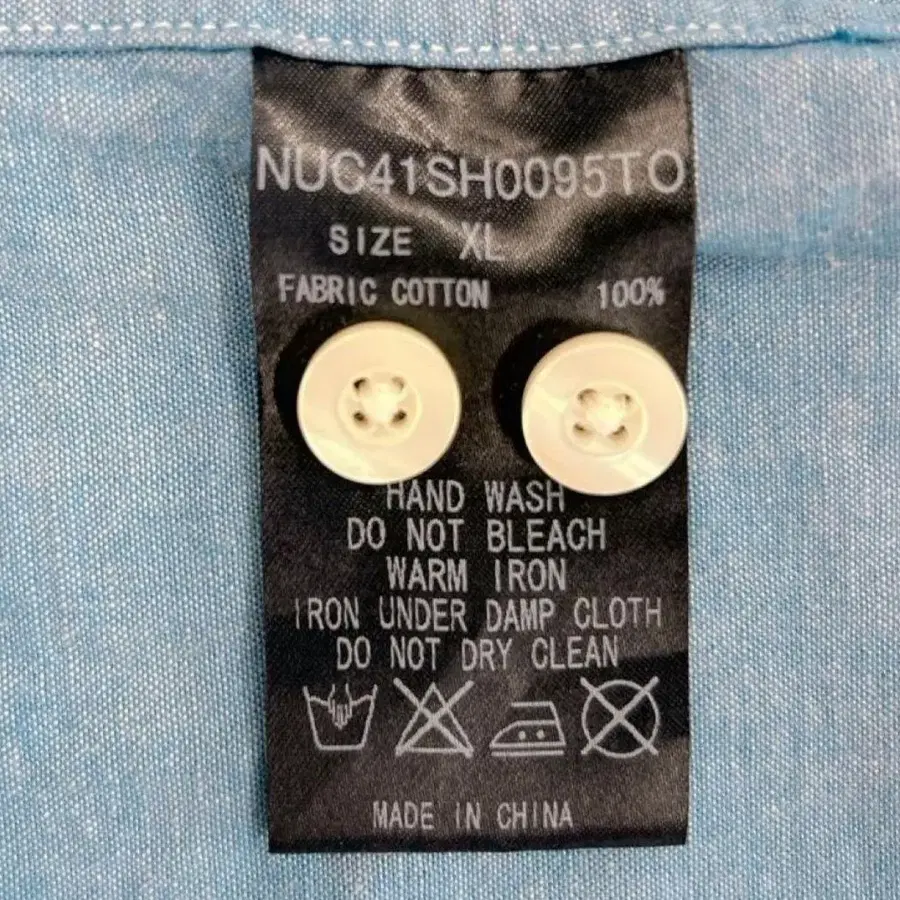 NUC41SH0095TO
SIZE XL
FABRIC COTTON 100%
HAND WASH
DO NOT BLEACH
WARM IRON
IRON UNDER DAMP CLOTH
DO NOT DRY CLEAN
MADE IN CHINA